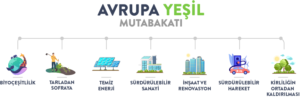 AVRUPA YEŞİL
MUTABAKATI
BİYOÇEŞİTLİLİK
TARLADAN
SOFRAYA
TEMİZ
ENERJİ
SÜRDÜRÜLEBİLİR
SANAYİ
İNŞAAT VE
RENOVASYON
SÜRDÜRÜLEBİLİR
HAREKET
KİRLİLİĞİN
ORTADAN
KALDIRILMASI